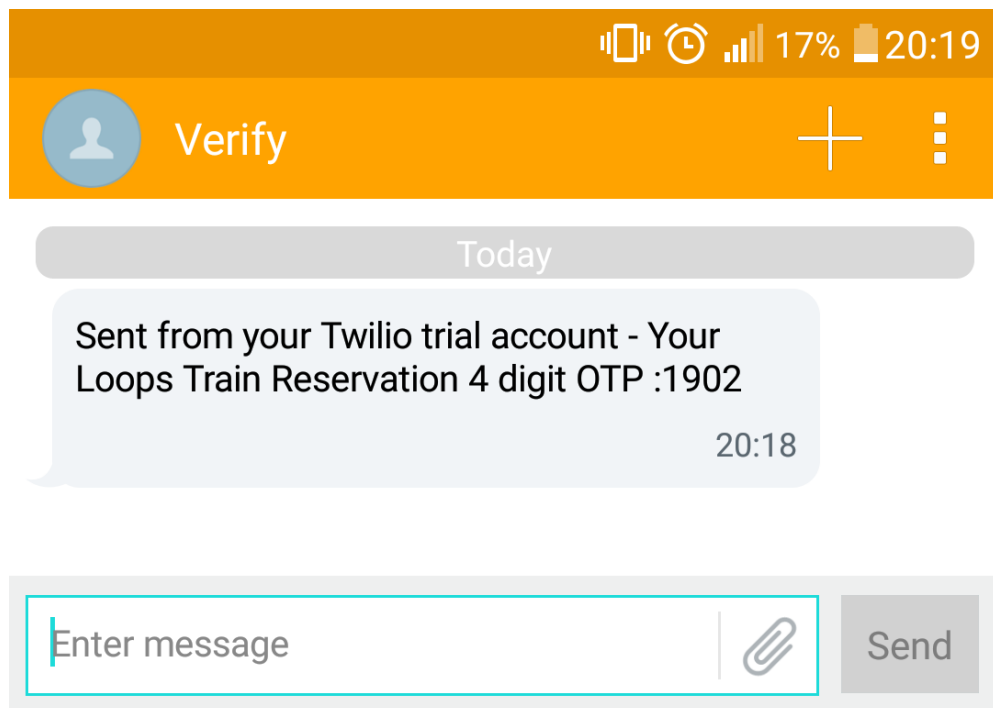 17% 20:19
Verify
Today
Sent from your Twilio trial account - Your
Loops Train Reservation 4 digit OTP :1902
20:18
Enter message
Send